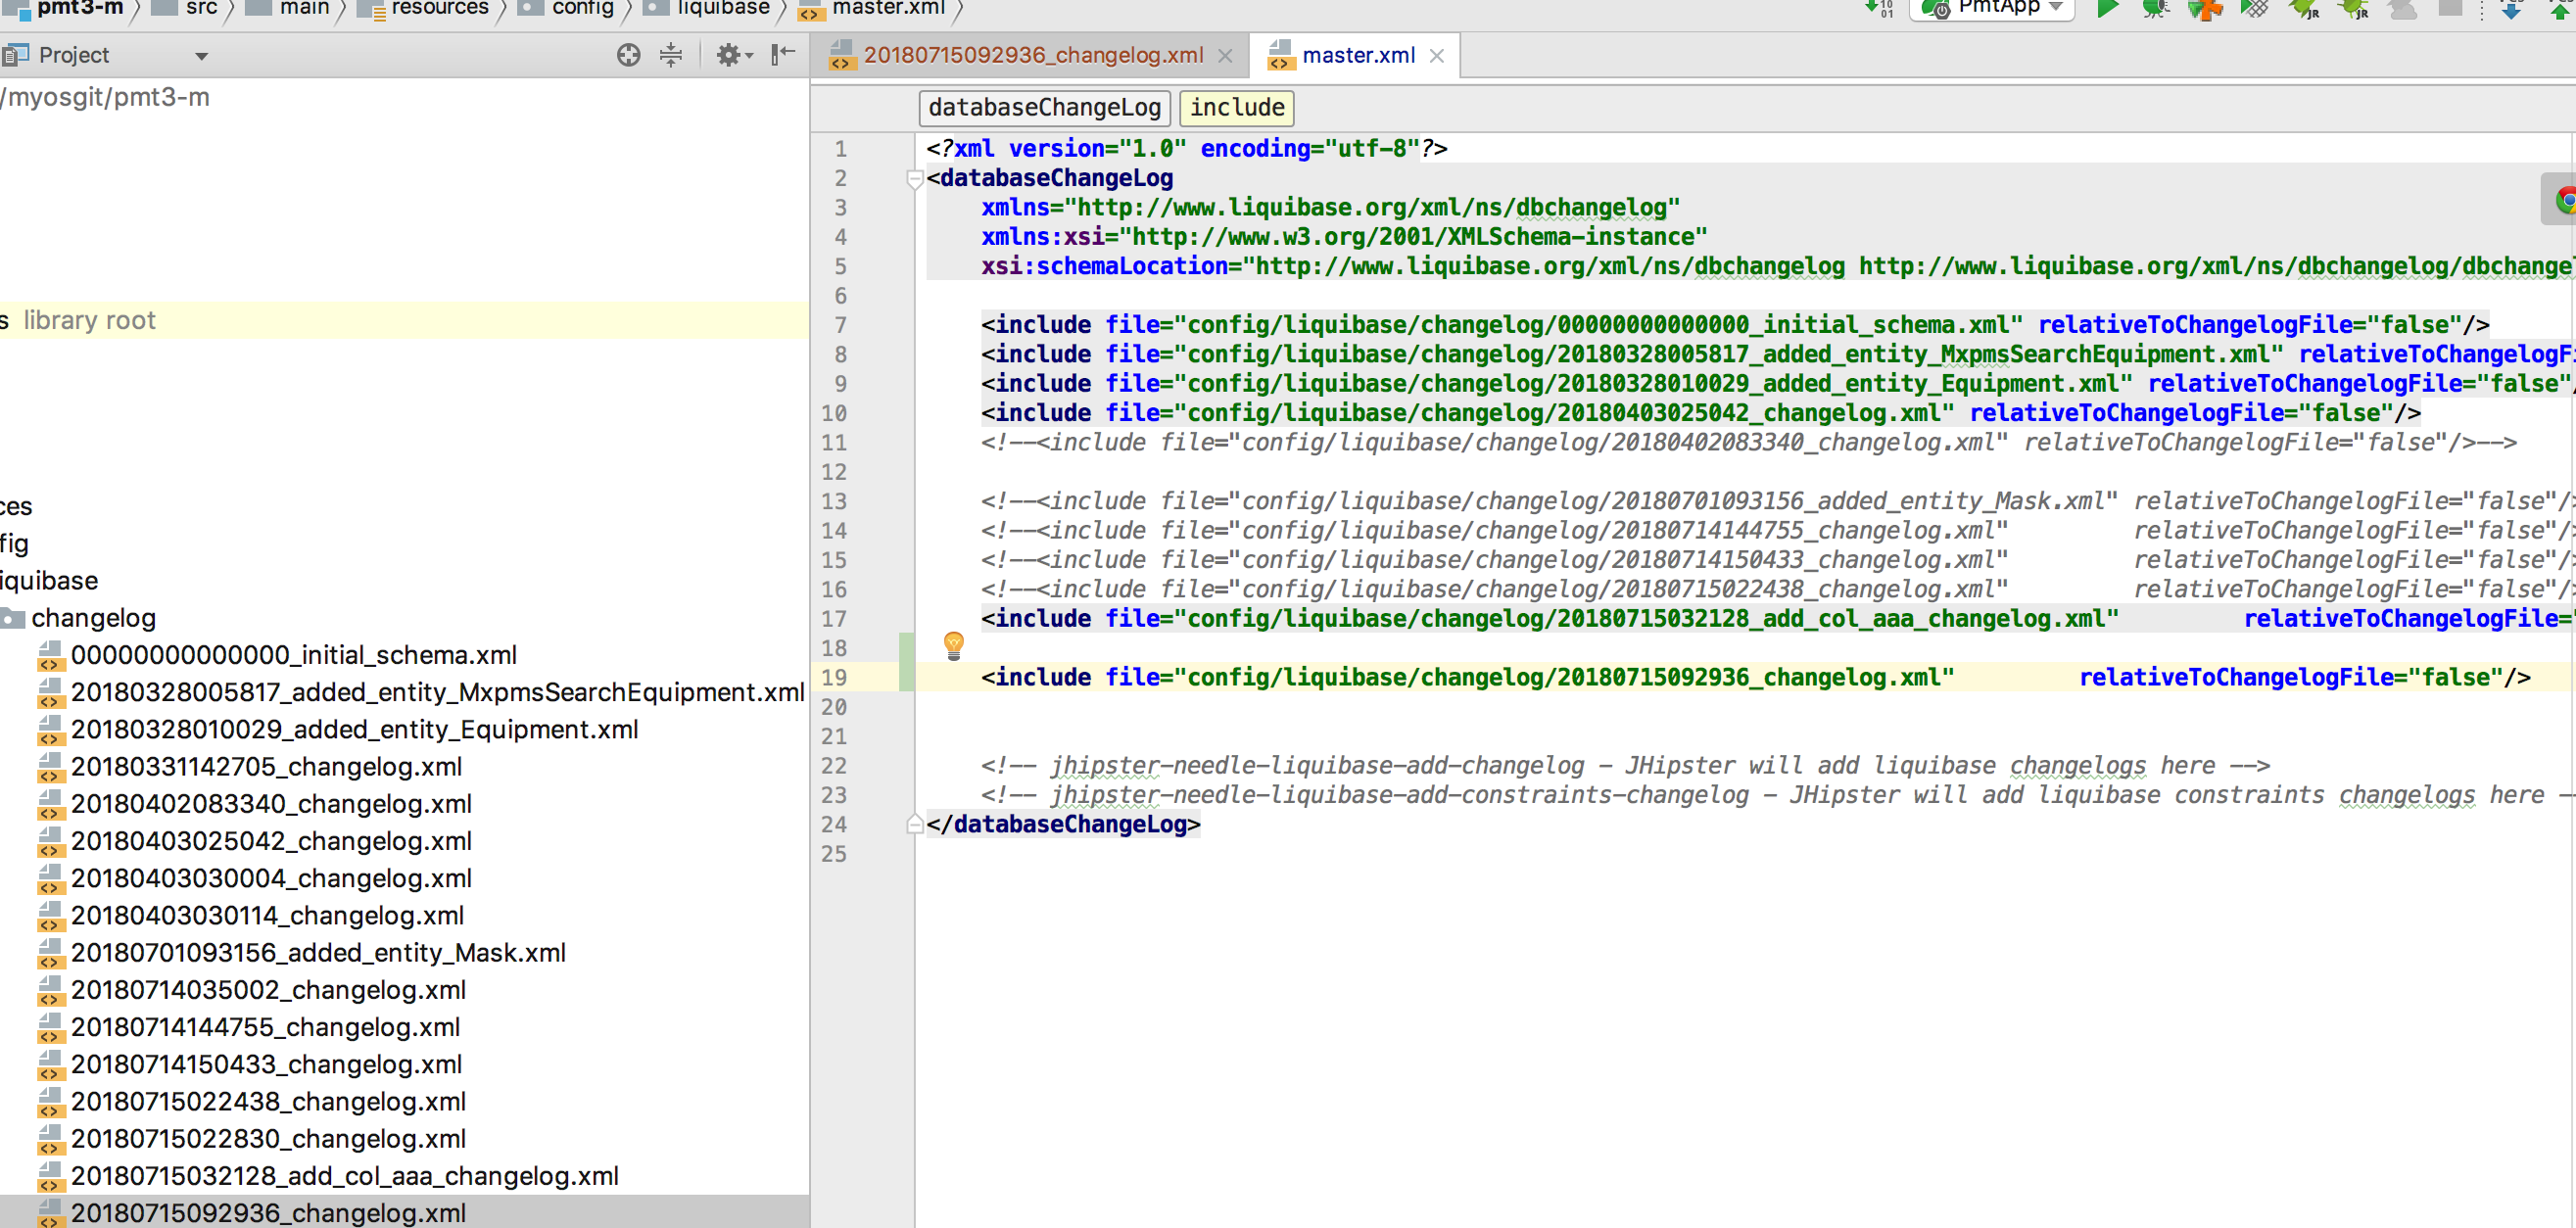 pmt3-m src main resources config liquibase master.xml PmtApp
Project
20180715092936_changelog.xml master.xml
/myosgit/pmt3-m
databaseChangeLog include
s library root
ces
fig
iquibase
changelog
00000000000000_initial_schema.xml
20180328005817_added_entity_MxpmsSearchEquipment.xml
20180328010029_added_entity_Equipment.xml
20180331142705_changelog.xml
20180402083340_changelog.xml
20180403025042_changelog.xml
20180403030004_changelog.xml
20180403030114_changelog.xml
20180701093156_added_entity_Mask.xml
20180714035002_changelog.xml
20180714144755_changelog.xml
20180714150433_changelog.xml
20180715022438_changelog.xml
20180715022830_changelog.xml
20180715032128_add_col_aaa_changelog.xml
20180715092936_changelog.xml
1 <?xml version="1.0" encoding="utf-8"?>
2 <databaseChangeLog
3 xmlns="http://www.liquibase.org/xml/ns/dbchangelog"
4 xmlns:xsi="http://www.w3.org/2001/XMLSchema-instance"
5 xsi:schemaLocation="http://www.liquibase.org/xml/ns/dbchangelog http://www.liquibase.org/xml/ns/dbchangelog/dbchangel
6
7 <include file="config/liquibase/changelog/00000000000000_initial_schema.xml" relativeToChangelogFile="false"/>
8 <include file="config/liquibase/changelog/20180328005817_added_entity_MxpmsSearchEquipment.xml" relativeToChangelogFi
9 <include file="config/liquibase/changelog/20180328010029_added_entity_Equipment.xml" relativeToChangelogFile="false"/
10 <include file="config/liquibase/changelog/20180403025042_changelog.xml" relativeToChangelogFile="false"/>
11 <!--<include file="config/liquibase/changelog/20180402083340_changelog.xml" relativeToChangelogFile="false"/>-->
12
13 <!--<include file="config/liquibase/changelog/20180701093156_added_entity_Mask.xml" relativeToChangelogFile="false"/>
14 <!--<include file="config/liquibase/changelog/20180714144755_changelog.xml" relativeToChangelogFile="false"/>
15 <!--<include file="config/liquibase/changelog/20180714150433_changelog.xml" relativeToChangelogFile="false"/>
16 <!--<include file="config/liquibase/changelog/20180715022438_changelog.xml" relativeToChangelogFile="false"/>
17 <include file="config/liquibase/changelog/20180715032128_add_col_aaa_changelog.xml" relativeToChangelogFile="
18
19 <include file="config/liquibase/changelog/20180715092936_changelog.xml" relativeToChangelogFile="false"/>
20
21
22 <!-- jhipster-needle-liquibase-add-changelog - JHipster will add liquibase changelogs here -->
23 <!-- jhipster-needle-liquibase-add-constraints-changelog - JHipster will add liquibase constraints changelogs here --
24 </databaseChangeLog>
25